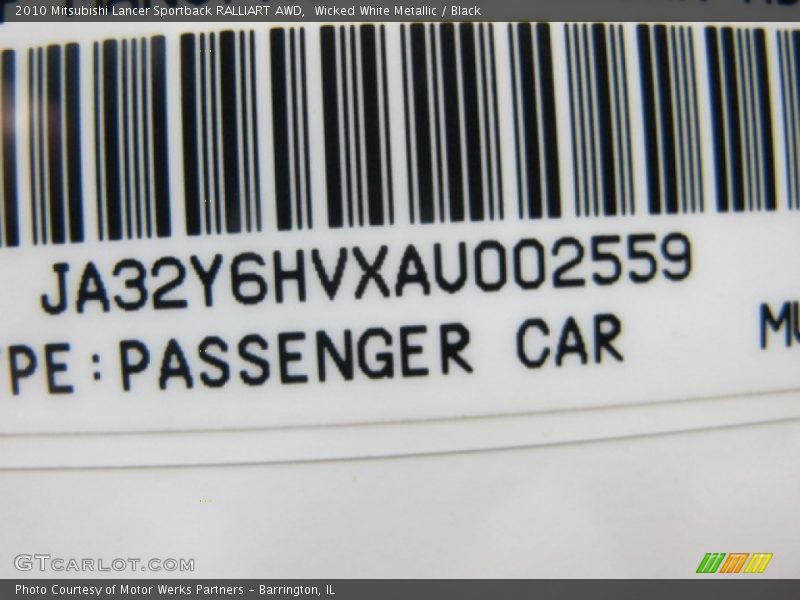 2010 Mitsubishi Lancer Sportback RALLIART AWD,  Wicked White Metallic / Black
JA32Y6HVXAU002559
PE:PASSENGER CAR
GTCARLOT.COM
Photo Courtesy of Motor Werks Partners - Barrington, IL